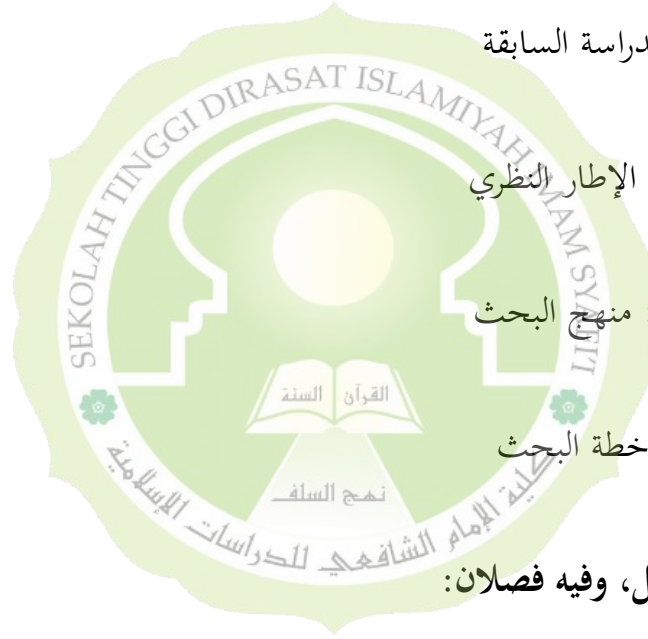 دراسة السابقة
SEKOLAH TINGGI DIRASAT ISLAMIYAH IMAM SYAFI'I
الإطار النظري
: منهج البحث
القرآن السنة
خطة البحث
نهج السلف
كلية الإمام الشافعي للدراسات الإسلامية
ل، وفيه فصلان: